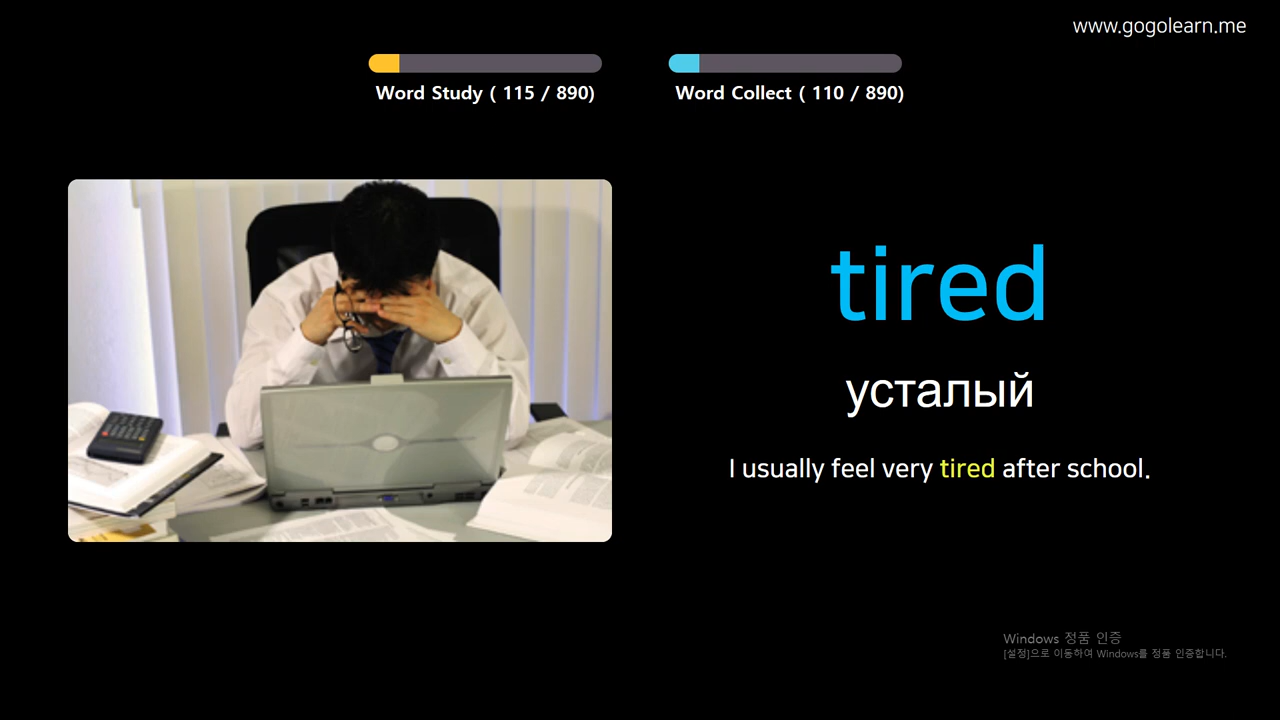 www.gogolearn.me
Word Study ( 115 / 890)
Word Collect ( 110 / 890)
tired
усталый
I usually feel very tired after school.
Windows 정품 인증
[설정]으로 이동하여 Windows를 정품 인증합니다.